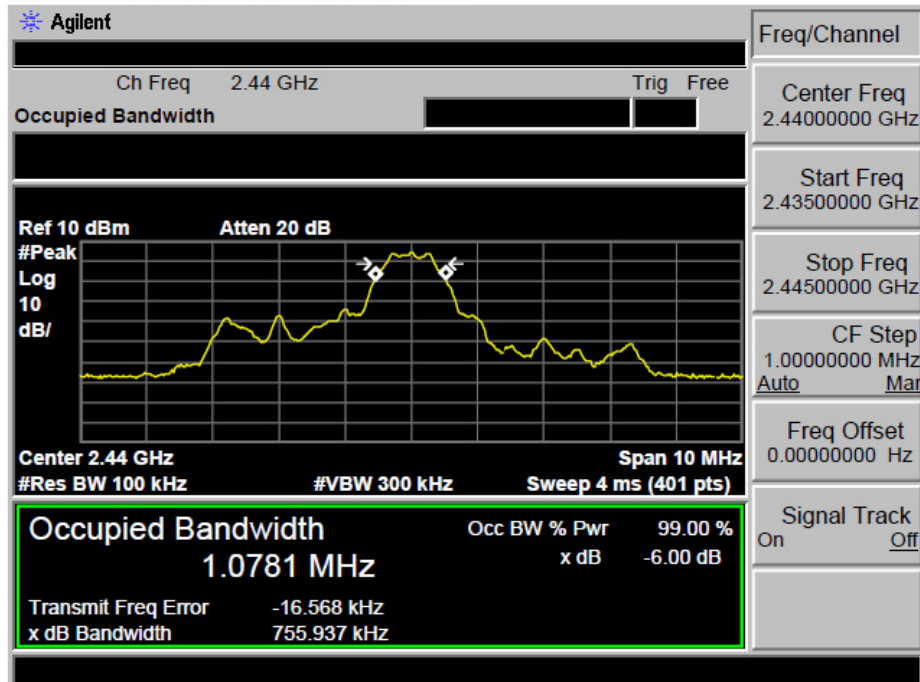 Agilent
Freq/Channel
Ch Freq 2.44 GHz Trig Free
Occupied Bandwidth
Center Freq
2.44000000 GHz
Start Freq
2.43500000 GHz
Stop Freq
2.44500000 GHz
CF Step
1.00000000 MHz
Auto Man
Freq Offset
0.00000000 Hz
Signal Track
On Off
Ref 10 dBm Atten 20 dB
#Peak
Log
10
dB/
Center 2.44 GHz Span 10 MHz
#Res BW 100 kHz #VBW 300 kHz Sweep 4 ms (401 pts)
Occupied Bandwidth
1.0781 MHz
Occ BW % Pwr 99.00 %
x dB -6.00 dB
Transmit Freq Error -16.568 kHz
x dB Bandwidth 755.937 kHz